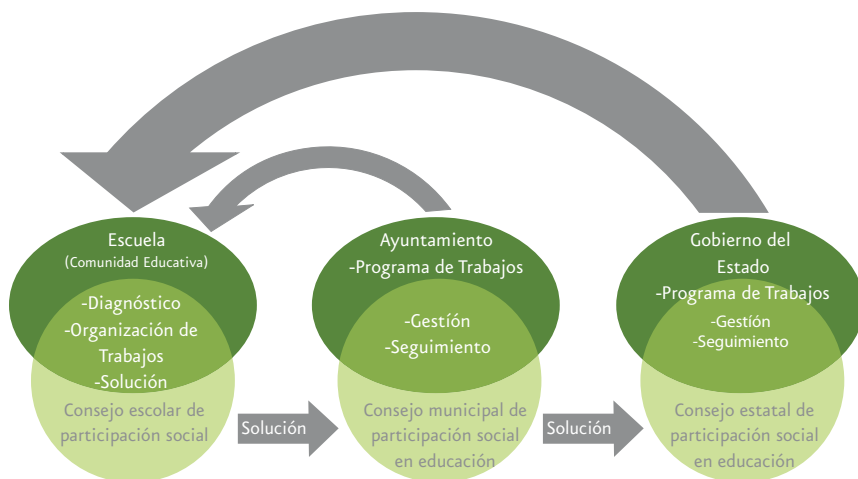 Escuela
(Comunidad Educativa)
-Diagnóstico
-Organización de
Trabajos
-Solución
Consejo escolar de
participación social
Solución
Ayuntamiento
-Programa de Trabajos
-Gestión
-Seguimiento
Consejo municipal de
participación social
en educación
Solución
Gobierno del
Estado
-Programa de Trabajos
-Gestión
-Seguimiento
Consejo estatal de
participación social
en educación